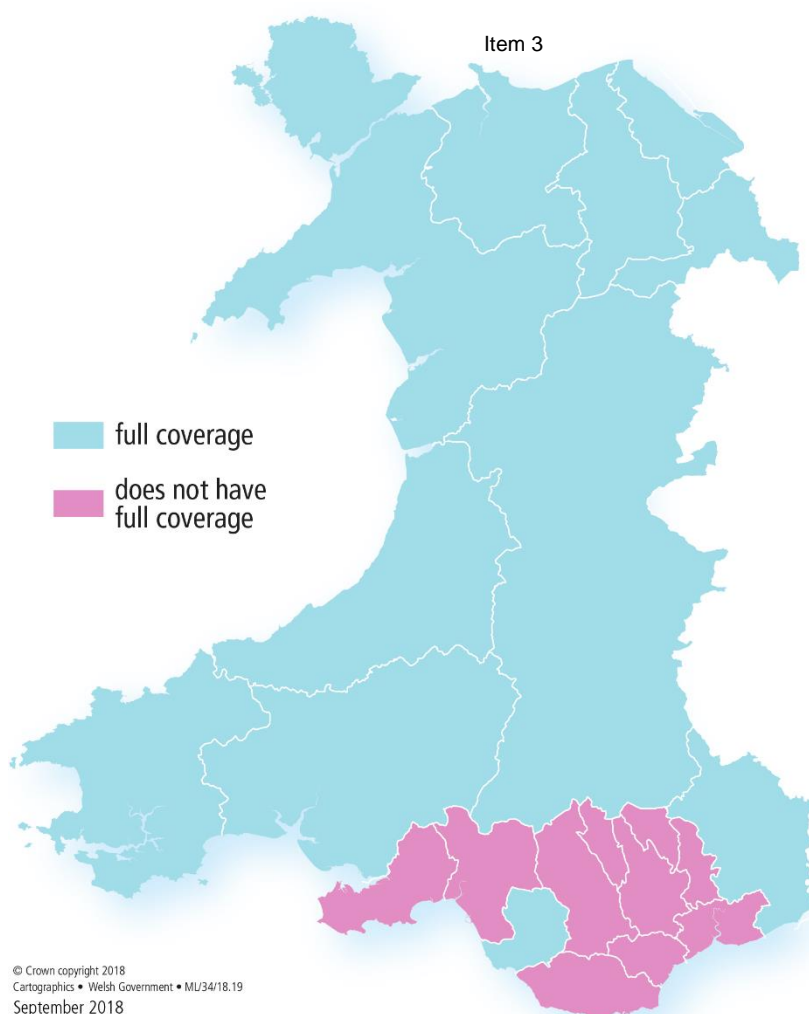 Item 3
full coverage
does not have
full coverage
© Crown copyright 2018
Cartographics • Welsh Government • ML/34/18.19
September 2018